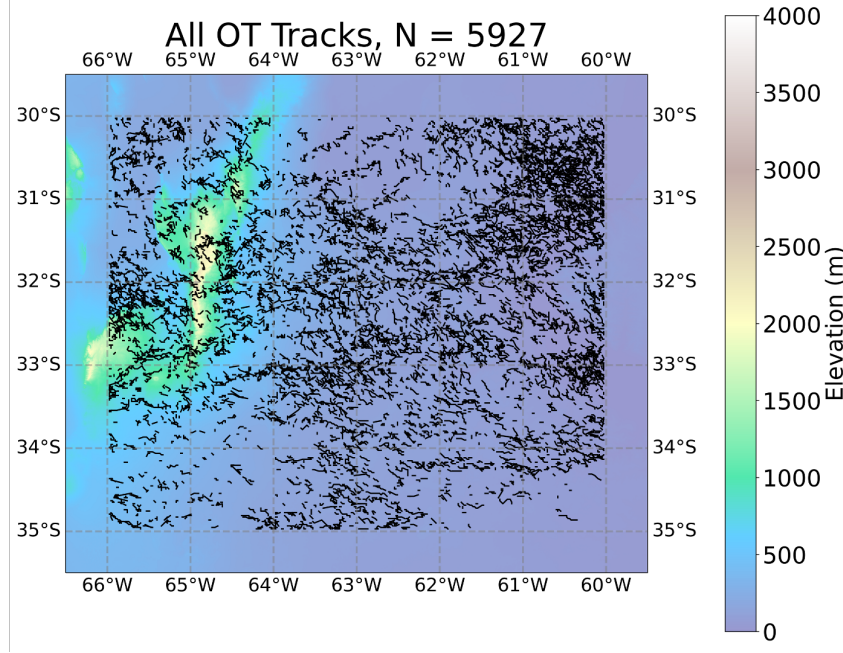 All OT Tracks, N = 5927
66°W 65°W 64°W 63°W 62°W 61°W 60°W
30°S 30°S
31°S 31°S
32°S 32°S
33°S 33°S
34°S 34°S
35°S 35°S
66°W 65°W 64°W 63°W 62°W 61°W 60°W
4000
3500
3000
2500
2000
1500
1000
500
0
Elevation (m)